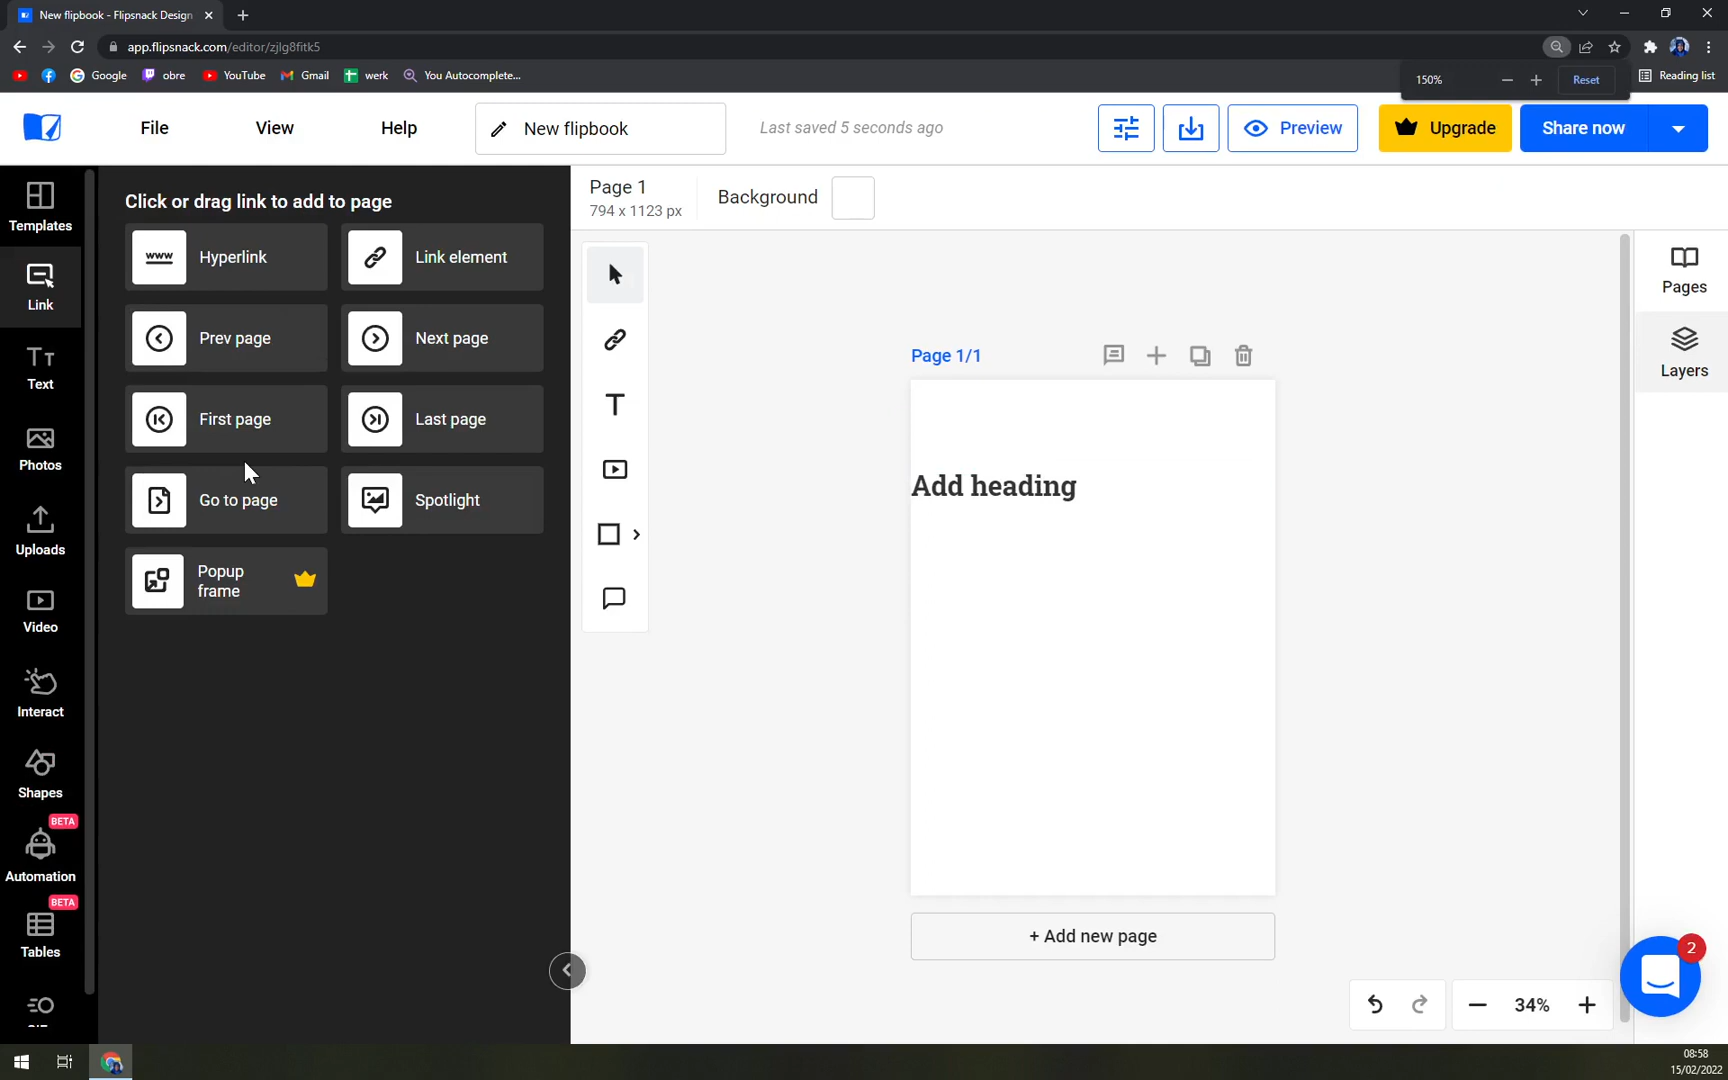 New flipbook - Flipsnack Design
app.flipsnack.com/editor/zjlg8fitk5
Google
obre
YouTube
Gmail
werk
You Autocomplete...
150%
Reset
Reading list
File
View
Help
New flipbook
Last saved 5 seconds ago
Preview
Upgrade
Share now
Templates
Link
Text
Photos
Uploads
Video
Interact
Shapes
BETA
Automation
BETA
Tables
Click or drag link to add to page
www
Hyperlink
Link element
Prev page
Next page
First page
Last page
Go to page
Spotlight
Popup
frame
Page 1
794 x 1123 px
Background
T
Page 1/1
Add heading
+ Add new page
Pages
Layers
2
34%
08:58
15/02/2022